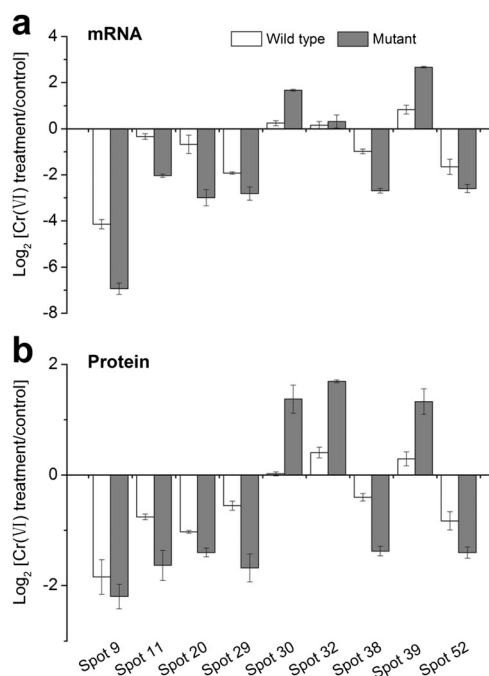 a
mRNA
Wild type
Mutant
4
2
0
-2
-4
-6
-8
Log2 [Cr(Ⅵ) treatment/control]
b
Protein
2
0
-2
Log2 [Cr(Ⅵ) treatment/control]
Spot 9
Spot 11
Spot 20
Spot 29
Spot 30
Spot 32
Spot 38
Spot 39
Spot 52